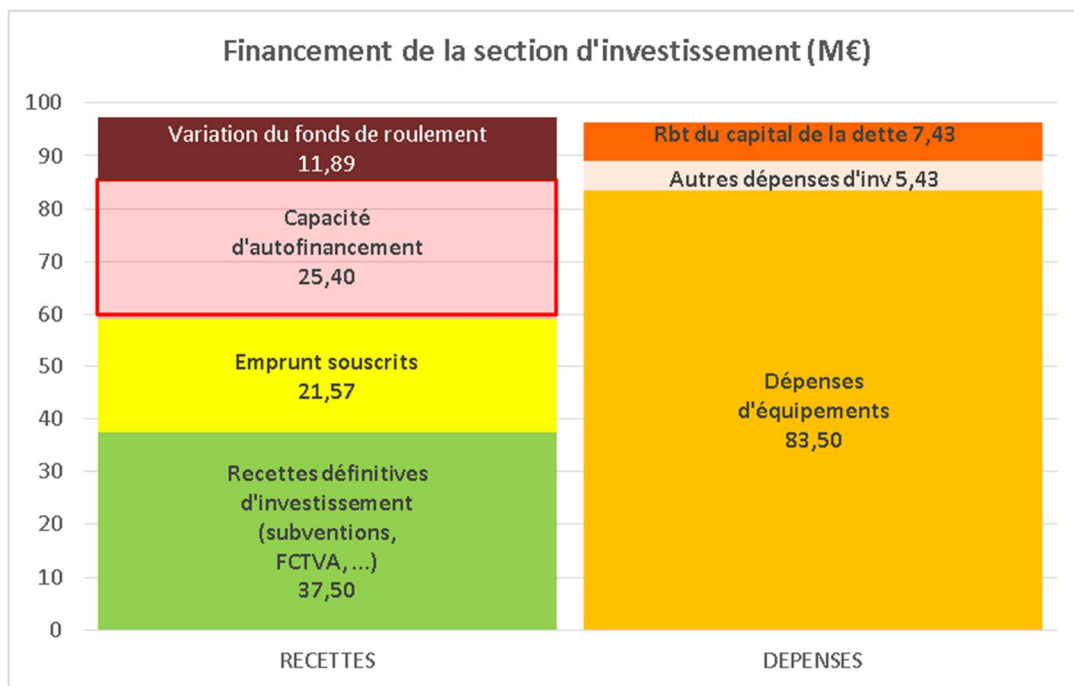 Financement de la section d'investissement (M€)
100
90
80
70
60
50
40
30
20
10
0
Variation du fonds de roulement
11,89
Capacité
d'autofinancement
25,40
Emprunt souscrits
21,57
Recettes définitives
d'investissement
(subventions,
FCTVA, ...)
37,50
Rbt du capital de la dette 7,43
Autres dépenses d'inv 5,43
Dépenses
d'équipements
83,50
RECETTES
DEPENSES